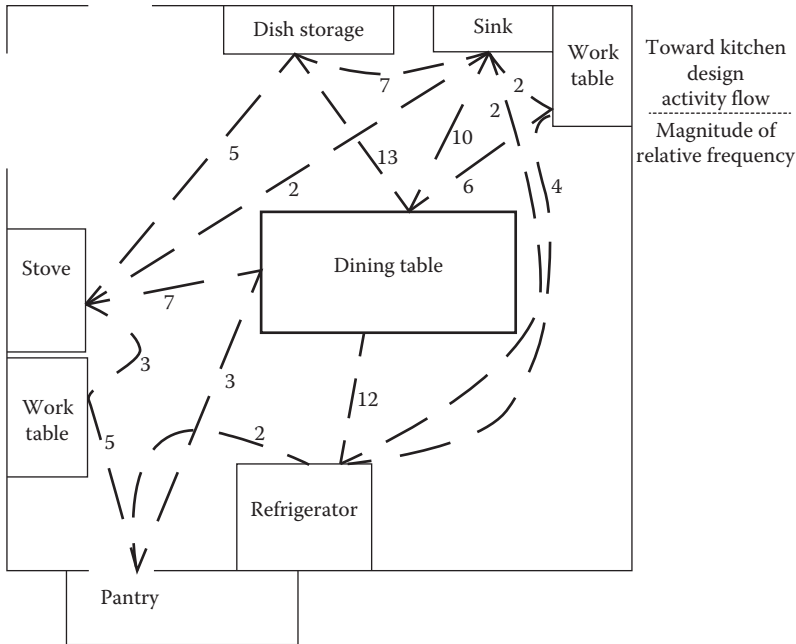 Dish storage
Sink
Work
table
Toward kitchen
design
activity flow
Magnitude of
relative frequency
7
2
2
5
13
10
2
6
4
Stove
Dining table
7
3
3
12
Work
table
5
2
Refrigerator
Pantry